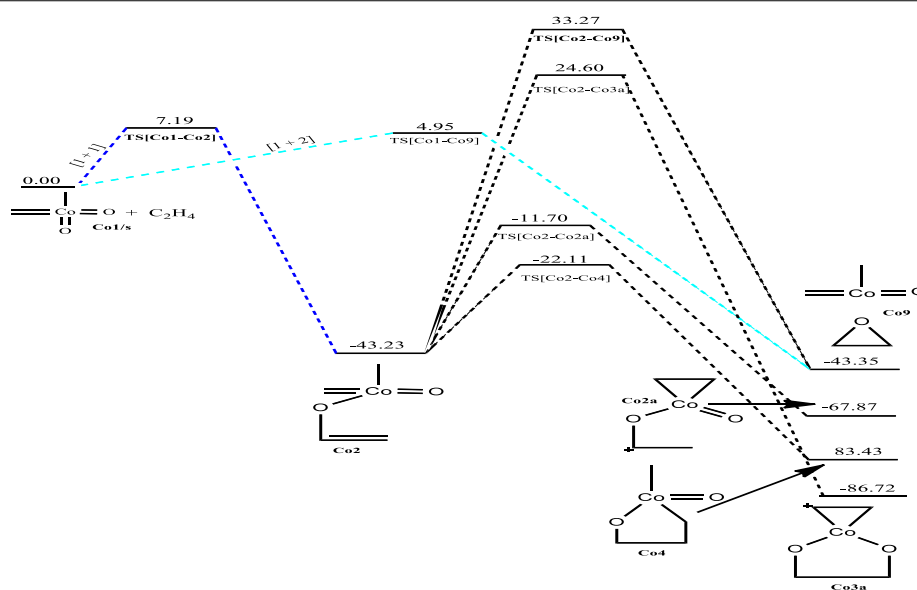 33.27
TS[Co2-Co9]
24.60
TS[Co2-Co3a]
7.19
TS[Co1-Co2]
4.95
TS[Co1-Co9]
[1 + 1]
[1 + 2]
0.00
Co
O + C2H4
O
Co1/s
-11.70
TS[Co2-Co2a]
-22.11
TS[Co2-Co4]
Co
Co9
O
-43.23
-43.35
Co
O
O
Co2
Co2a
Co
O
O
-67.87
83.43
-86.72
Co
O
O
Co4
Co
O
O
Co3a